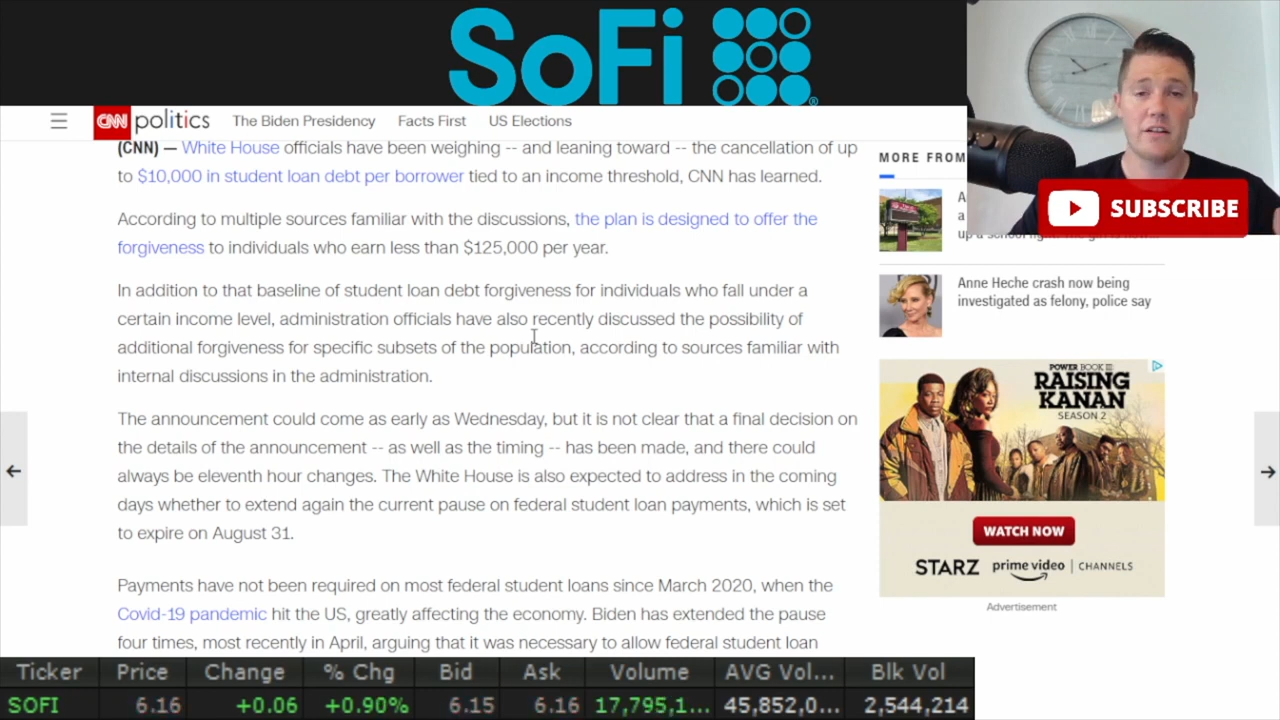 SoFi
CNN politics The Biden Presidency Facts First US Elections
(CNN) — White House officials have been weighing -- and leaning toward -- the cancellation of up
to $10,000 in student loan debt per borrower tied to an income threshold, CNN has learned.
According to multiple sources familiar with the discussions, the plan is designed to offer the
forgiveness to individuals who earn less than $125,000 per year.
In addition to that baseline of student loan debt forgiveness for individuals who fall under a
certain income level, administration officials have also recently discussed the possibility of
additional forgiveness for specific subsets of the population, according to sources familiar with
internal discussions in the administration.
The announcement could come as early as Wednesday, but it is not clear that a final decision on
the details of the announcement -- as well as the timing -- has been made, and there could
always be eleventh hour changes. The White House is also expected to address in the coming
days whether to extend again the current pause on federal student loan payments, which is set
to expire on August 31.
Payments have not been required on most federal student loans since March 2020, when the
Covid-19 pandemic hit the US, greatly affecting the economy. Biden has extended the pause
four times, most recently in April, arguing that it was necessary to allow federal student loan
MORE FROM
SUBSCRIBE
Anne Heche crash now being
investigated as felony, police say
POWER BOOK III:
RAISING
KANAN
SEASON 2
WATCH NOW
STARZ prime video | CHANNELS
Advertisement
Ticker Price Change % Chg Bid Ask Volume AVG Vol... Blk Vol
SOFI 6.16 +0.06 +0.90% 6.15 6.16 17,795,1... 45,852,0... 2,544,214